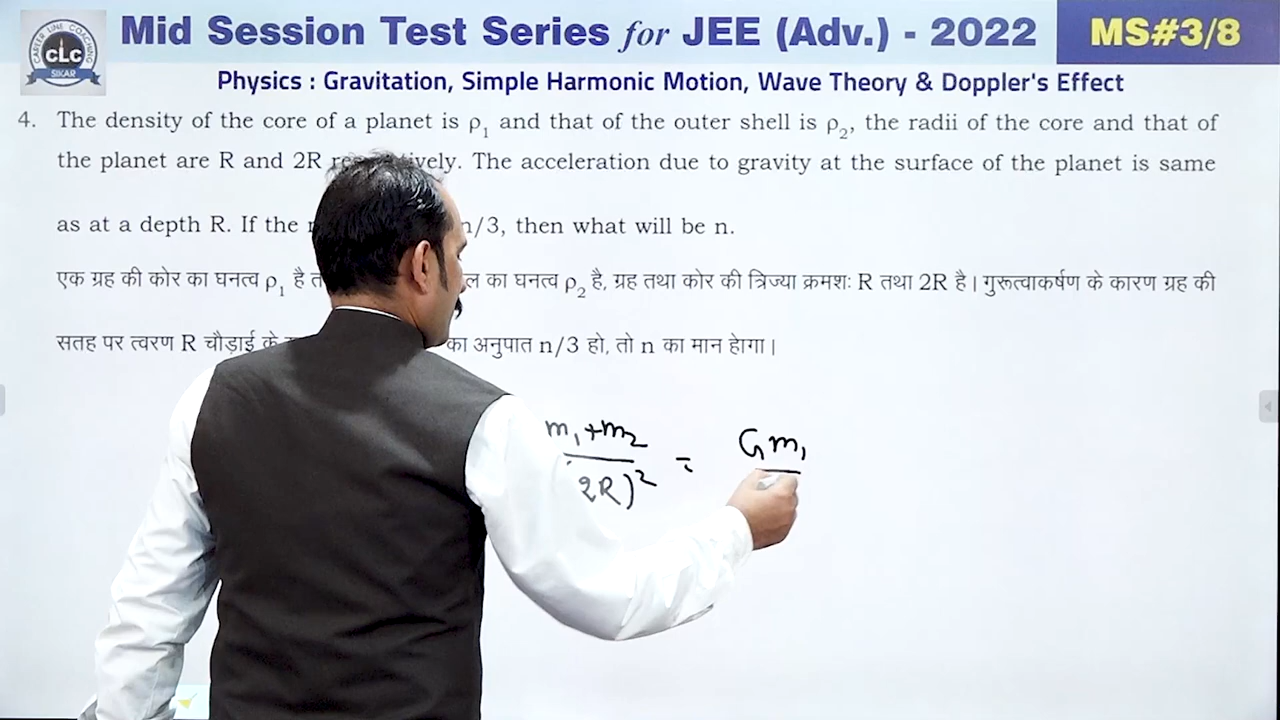 Mid Session Test Series for JEE (Adv.) - 2022
MS#3/8
CAREER LINE COACHING
CLC
SIKAR
Physics : Gravitation, Simple Harmonic Motion, Wave Theory & Doppler's Effect
4. The density of the core of a planet is ρ₁ and that of the outer shell is ρ₂, the radii of the core and that of
the planet are R and 2R The acceleration due to gravity at the surface of the planet is same
as at a depth R. If the n/3, then what will be n.
एक ग्रह की कोर का घनत्व ρ₁ है का घनत्व ρ₂ है, ग्रह तथा कोर की त्रिज्या क्रमशः R तथा 2R है। गुरूत्वाकर्षण के कारण ग्रह की
सतह पर त्वरण R चौड़ाई के का अनुपात n/3 हो, तो n का मान हेागा।
m₁+m₂ = Gm₁
2R)²